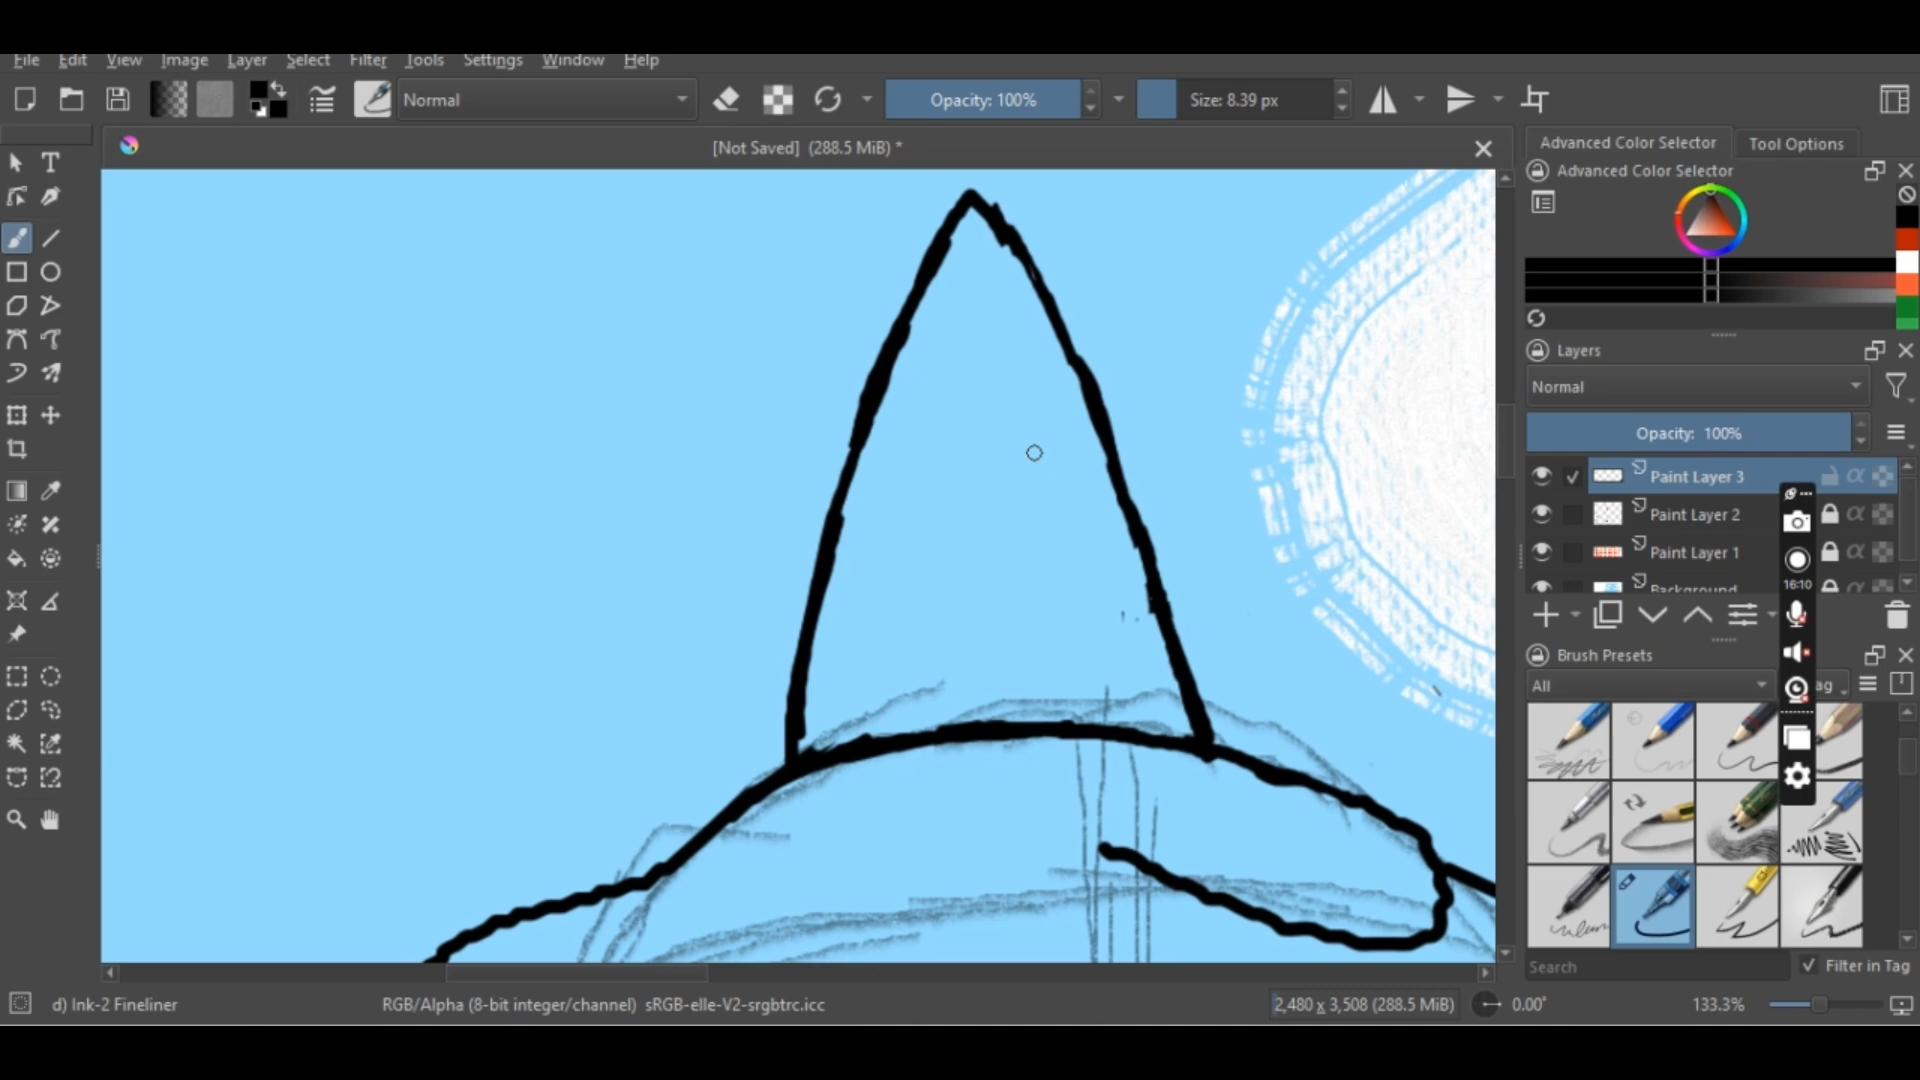 File Edit View Image Layer Select Filter Tools Settings Window Help
Normal Opacity: 100% Size: 8.39 px
[Not Saved] (288.5 MiB) *
Advanced Color Selector Tool Options
Advanced Color Selector
Layers
Normal
Opacity: 100%
Paint Layer 3
Paint Layer 2
Paint Layer 1
Background
16:10
Brush Presets
All
ag
Search
Filter in Tag
d) Ink-2 Fineliner RGB/Alpha (8-bit integer/channel) sRGB-elle-V2-srgbtrc.icc 2,480 x 3,508 (288.5 MiB) 0.00° 133.3%